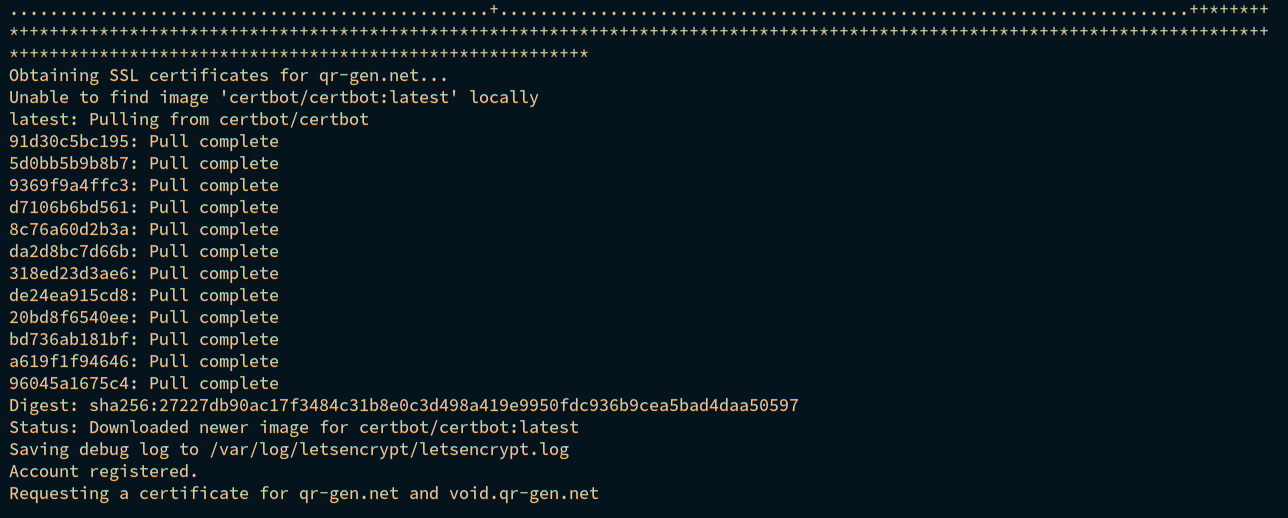 Obtaining SSL certificates for qr-gen.net...
Unable to find image 'certbot/certbot:latest' locally
latest: Pulling from certbot/certbot
91d30c5bc195: Pull complete
5d0bb5b9b8b7: Pull complete
9369f9a4ffc3: Pull complete
d7106b6bd561: Pull complete
8c76a60d2b3a: Pull complete
da2d8bc7d66b: Pull complete
318ed23d3ae6: Pull complete
de24ea915cd8: Pull complete
20bd8f6540ee: Pull complete
bd736ab181bf: Pull complete
a619f1f94646: Pull complete
96045a1675c4: Pull complete
Digest: sha256:27227db90ac17f3484c31b8e0c3d498a419e9950fdc936b9cea5bad4daa50597
Status: Downloaded newer image for certbot/certbot:latest
Saving debug log to /var/log/letsencrypt/letsencrypt.log
Account registered.
Requesting a certificate for qr-gen.net and void.qr-gen.net